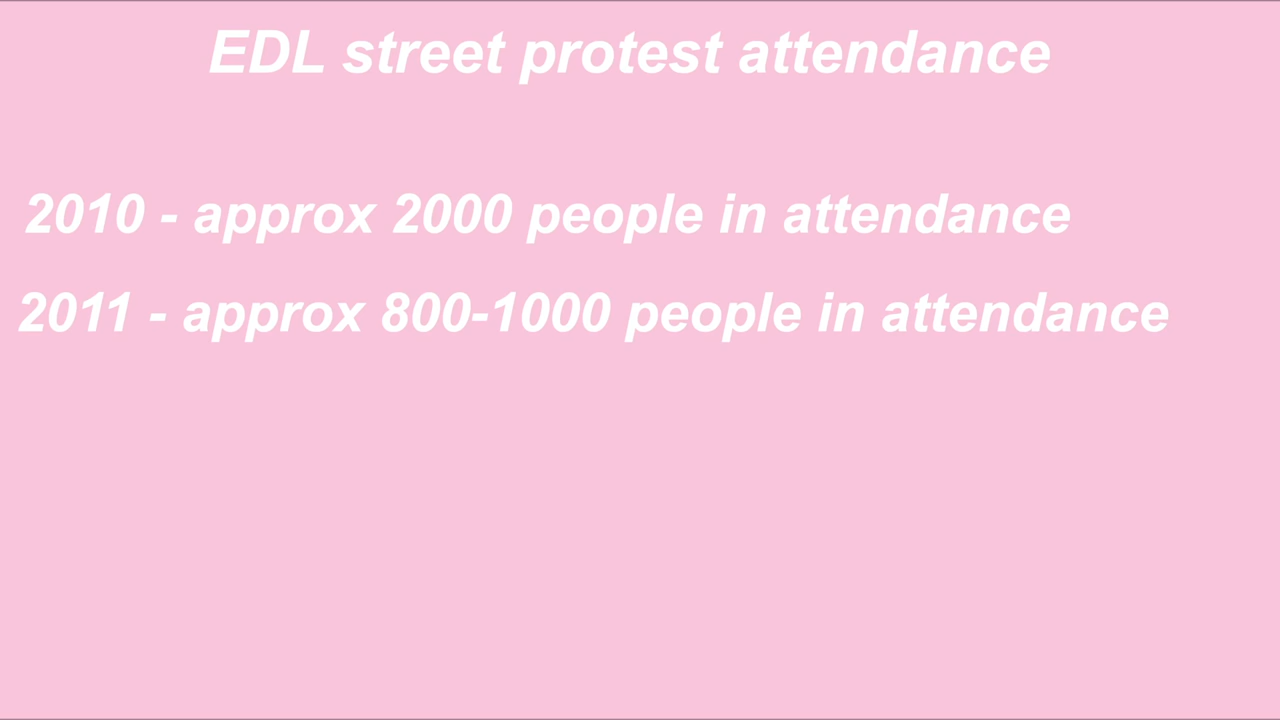 EDL street protest attendance
2010 - approx 2000 people in attendance
2011 - approx 800-1000 people in attendance